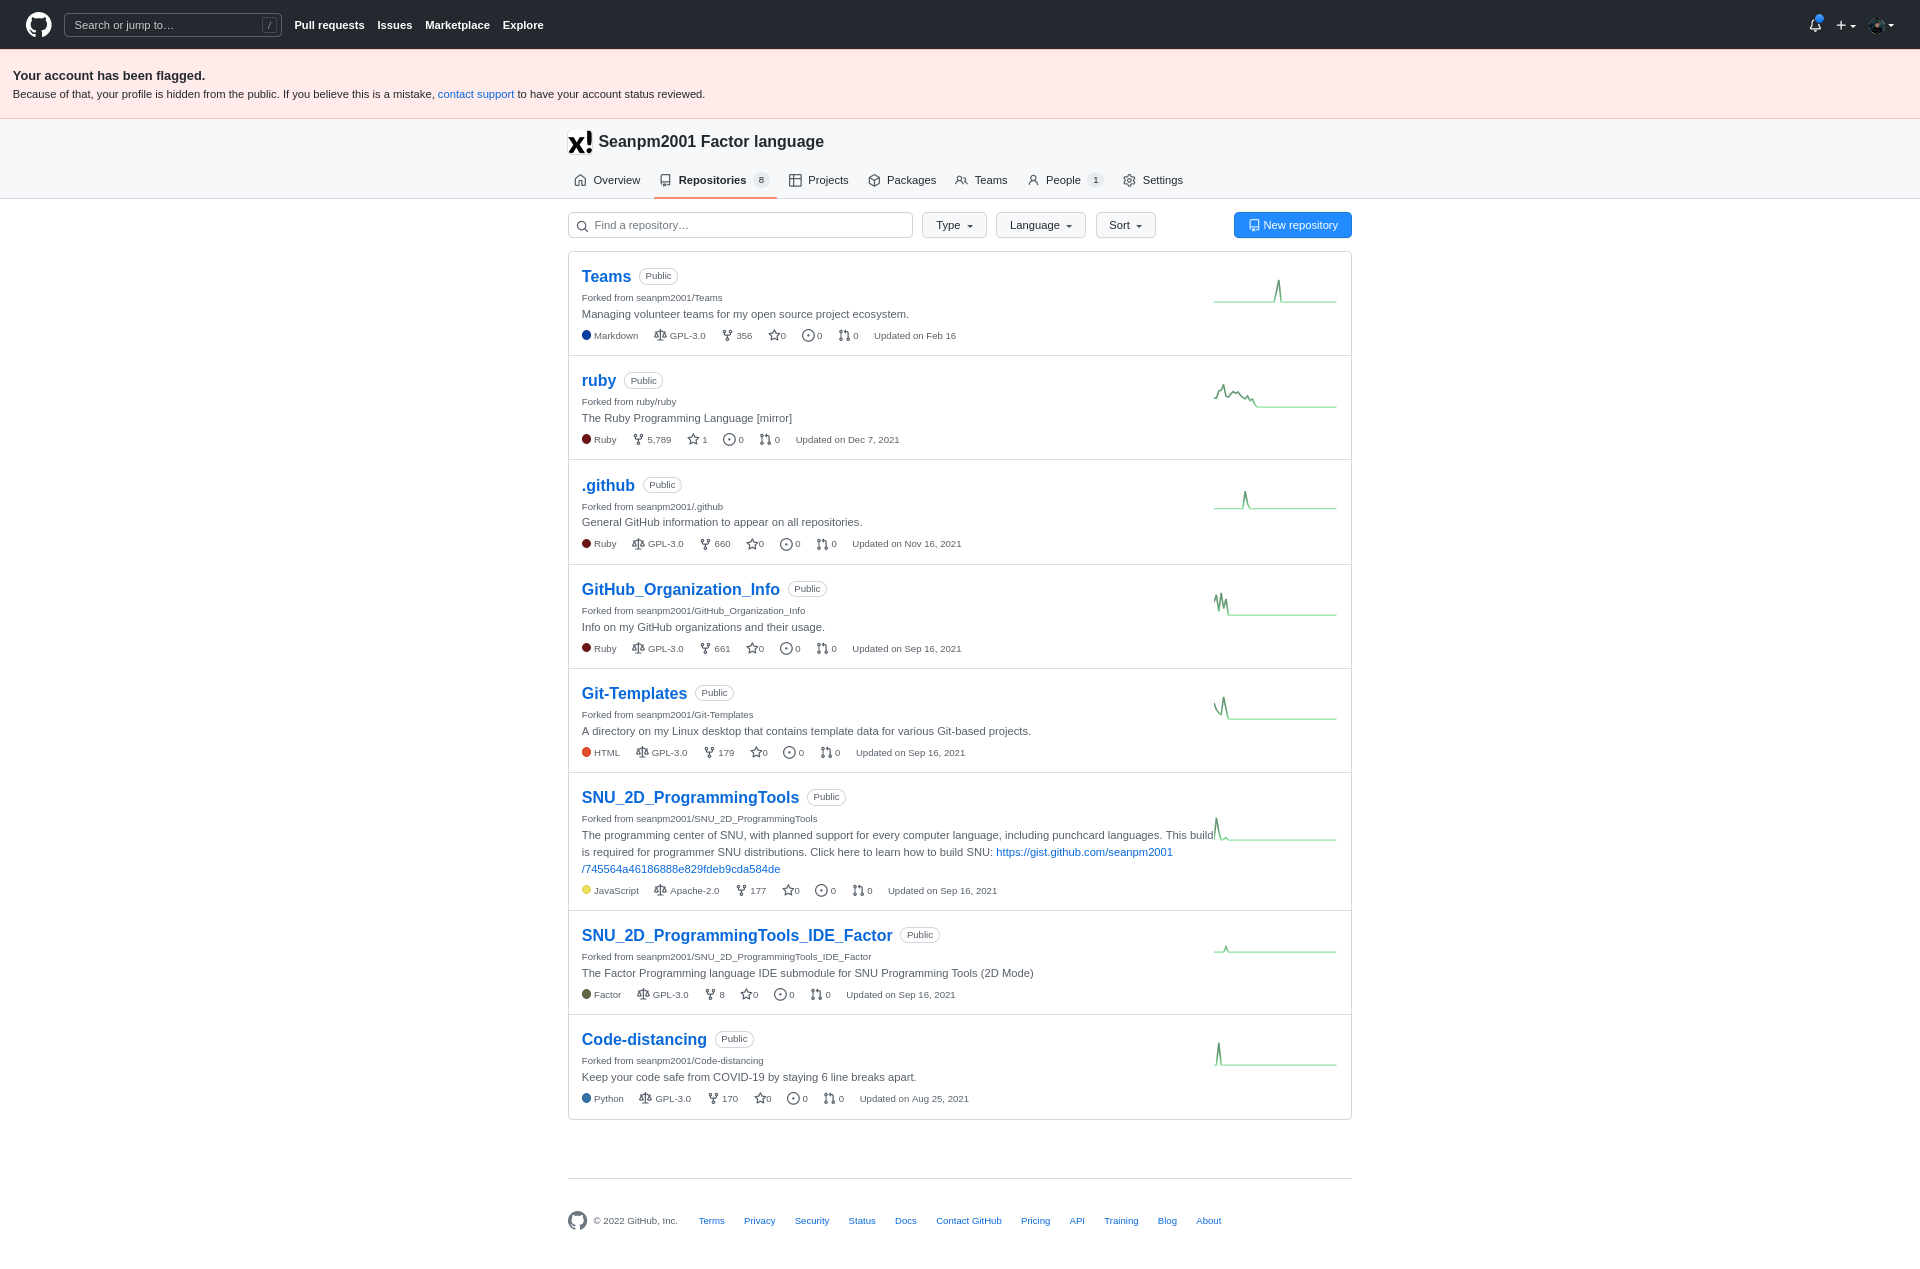 Search or jump to…
/
Pull requests
Issues
Marketplace
Explore
Your account has been flagged.
Because of that, your profile is hidden from the public. If you believe this is a mistake, contact support to have your account status reviewed.
x! Seanpm2001 Factor language
Overview
Repositories 8
Projects
Packages
Teams
People 1
Settings
Find a repository…
Type
Language
Sort
New repository
Teams Public
Forked from seanpm2001/Teams
Managing volunteer teams for my open source project ecosystem.
Markdown GPL-3.0 356 0 0 0 Updated on Feb 16
ruby Public
Forked from ruby/ruby
The Ruby Programming Language [mirror]
Ruby 5,789 1 0 0 Updated on Dec 7, 2021
.github Public
Forked from seanpm2001/.github
General GitHub information to appear on all repositories.
Ruby GPL-3.0 660 0 0 0 Updated on Nov 16, 2021
GitHub_Organization_Info Public
Forked from seanpm2001/GitHub_Organization_Info
Info on my GitHub organizations and their usage.
Ruby GPL-3.0 661 0 0 0 Updated on Sep 16, 2021
Git-Templates Public
Forked from seanpm2001/Git-Templates
A directory on my Linux desktop that contains template data for various Git-based projects.
HTML GPL-3.0 179 0 0 0 Updated on Sep 16, 2021
SNU_2D_ProgrammingTools Public
Forked from seanpm2001/SNU_2D_ProgrammingTools
The programming center of SNU, with planned support for every computer language, including punchcard languages. This build
is required for programmer SNU distributions. Click here to learn how to build SNU: https://gist.github.com/seanpm2001
/745564a46186888e829fdeb9cda584de
JavaScript Apache-2.0 177 0 0 0 Updated on Sep 16, 2021
SNU_2D_ProgrammingTools_IDE_Factor Public
Forked from seanpm2001/SNU_2D_ProgrammingTools_IDE_Factor
The Factor Programming language IDE submodule for SNU Programming Tools (2D Mode)
Factor GPL-3.0 8 0 0 0 Updated on Sep 16, 2021
Code-distancing Public
Forked from seanpm2001/Code-distancing
Keep your code safe from COVID-19 by staying 6 line breaks apart.
Python GPL-3.0 170 0 0 0 Updated on Aug 25, 2021
© 2022 GitHub, Inc.
Terms
Privacy
Security
Status
Docs
Contact GitHub
Pricing
API
Training
Blog
About